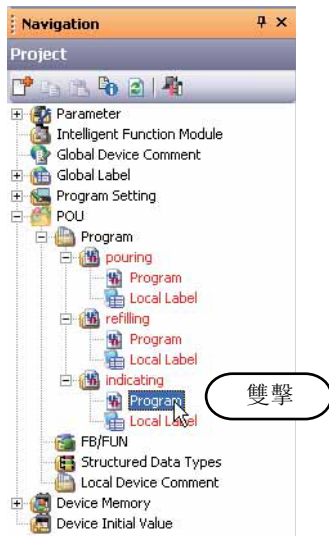 Navigation
Project
Parameter
Intelligent Function Module
Global Device Comment
Global Label
Program Setting
POU
Program
pouring
Program
Local Label
refilling
Program
Local Label
indicating
Program
雙擊
Local Label
FB/FUN
Structured Data Types
Local Device Comment
Device Memory
Device Initial Value